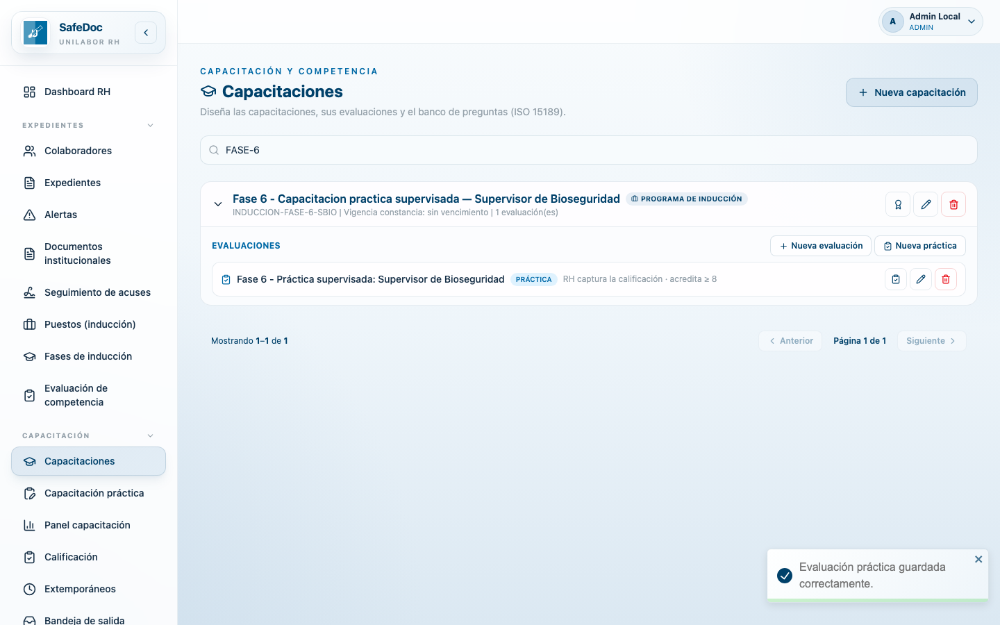 SafeDoc
UNILABOR RH
Dashboard RH
EXPEDIENTES
Colaboradores
Expedientes
Alertas
Documentos
institucionales
Seguimiento de acuses
Puestos (inducción)
Fases de inducción
Evaluación de
competencia
CAPACITACIÓN
Capacitaciones
Capacitación práctica
Panel capacitación
Calificación
Extemporáneos
Bandeja de salida
A
Admin Local
ADMIN
CAPACITACIÓN Y COMPETENCIA
Capacitaciones
Diseña las capacitaciones, sus evaluaciones y el banco de preguntas (ISO 15189).
Nueva capacitación
FASE-6
Fase 6 - Capacitacion practica supervisada — Supervisor de Bioseguridad PROGRAMA DE INDUCCIÓN
INDUCCION-FASE-6-SBIO | Vigencia constancia: sin vencimiento | 1 evaluación(es)
EVALUACIONES
Nueva evaluación
Nueva práctica
Fase 6 - Práctica supervisada: Supervisor de Bioseguridad PRÁCTICA RH captura la calificación · acredita ≥ 8
Mostrando 1–1 de 1
Anterior
Página 1 de 1
Siguiente
Evaluación práctica guardada
correctamente.